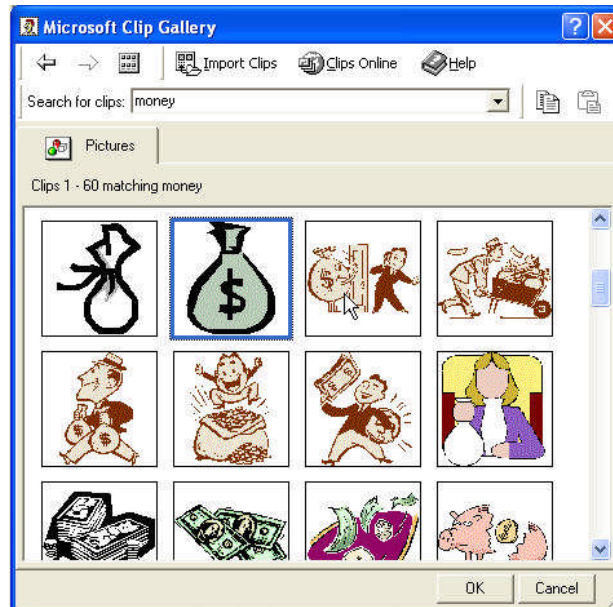 Microsoft Clip Gallery
Import Clips Clips Online Help
Search for clips: money
Pictures
Clips 1 - 60 matching money
$
$ $
OK Cancel